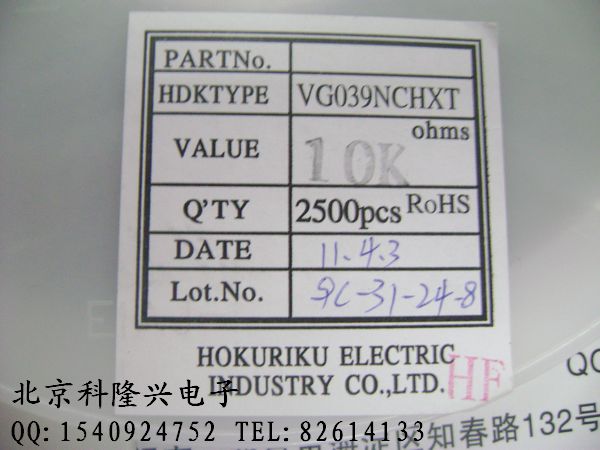 PARTNo.
HDKTYPE VG039NCHXT
VALUE 10K ohms
Q'TY 2500pcs RoHS
DATE 11.4.3
Lot.No. 9C-31-24-8
HOKURIKU ELECTRIC
INDUSTRY CO.,LTD. HF
北京科隆兴电子
QQ:1540924752 TEL:82614133
QC
区知春路132号